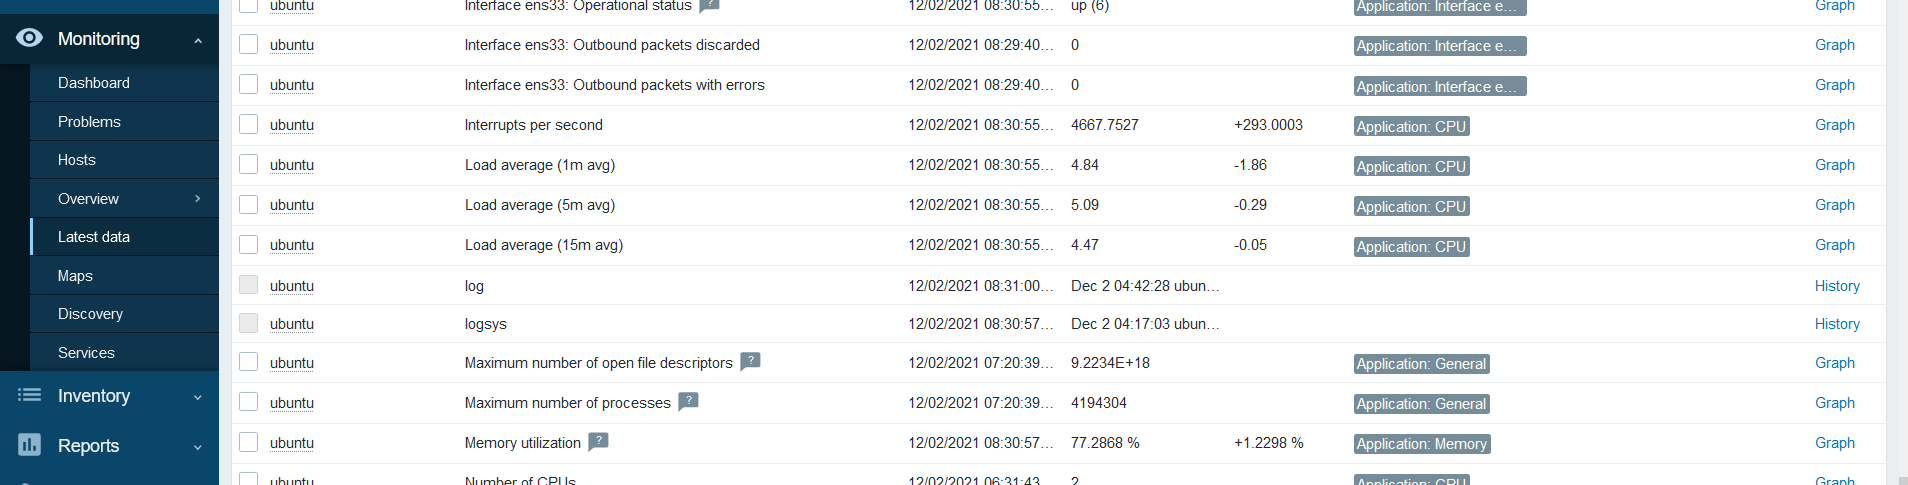 Monitoring
Dashboard
Problems
Hosts
Overview
Latest data
Maps
Discovery
Services
Inventory
Reports
ubuntu Interface ens33: Operational status ? 12/02/2021 08:30:55... up (6) Application: Interface e... Graph
ubuntu Interface ens33: Outbound packets discarded 12/02/2021 08:29:40... 0 Application: Interface e... Graph
ubuntu Interface ens33: Outbound packets with errors 12/02/2021 08:29:40... 0 Application: Interface e... Graph
ubuntu Interrupts per second 12/02/2021 08:30:55... 4667.7527 +293.0003 Application: CPU Graph
ubuntu Load average (1m avg) 12/02/2021 08:30:55... 4.84 -1.86 Application: CPU Graph
ubuntu Load average (5m avg) 12/02/2021 08:30:55... 5.09 -0.29 Application: CPU Graph
ubuntu Load average (15m avg) 12/02/2021 08:30:55... 4.47 -0.05 Application: CPU Graph
ubuntu log 12/02/2021 08:31:00... Dec 2 04:42:28 ubun... History
ubuntu logsys 12/02/2021 08:30:57... Dec 2 04:17:03 ubun... History
ubuntu Maximum number of open file descriptors ? 12/02/2021 07:20:39... 9.2234E+18 Application: General Graph
ubuntu Maximum number of processes ? 12/02/2021 07:20:39... 4194304 Application: General Graph
ubuntu Memory utilization ? 12/02/2021 08:30:57... 77.2868 % +1.2298 % Application: Memory Graph
ubuntu Number of CPUs 12/02/2021 06:31:43... 2 Application: CPU Graph